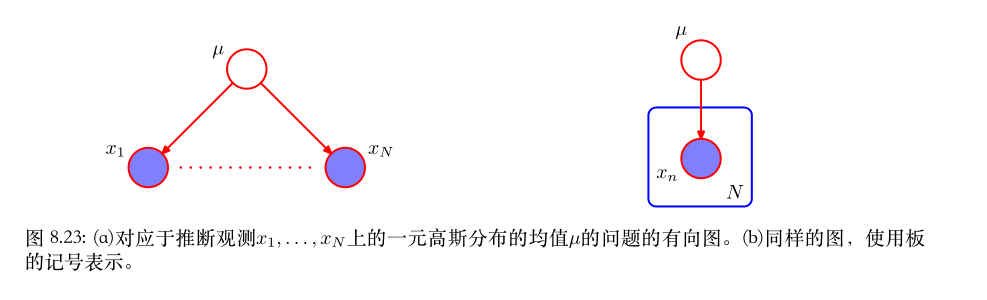 μ
μ
x₁
x_N
x_n
N
图 8.23: (a)对应于推断观测x₁, . . . , x_N上的一元高斯分布的均值μ的问题的有向图。(b)同样的图，使用板
的记号表示。